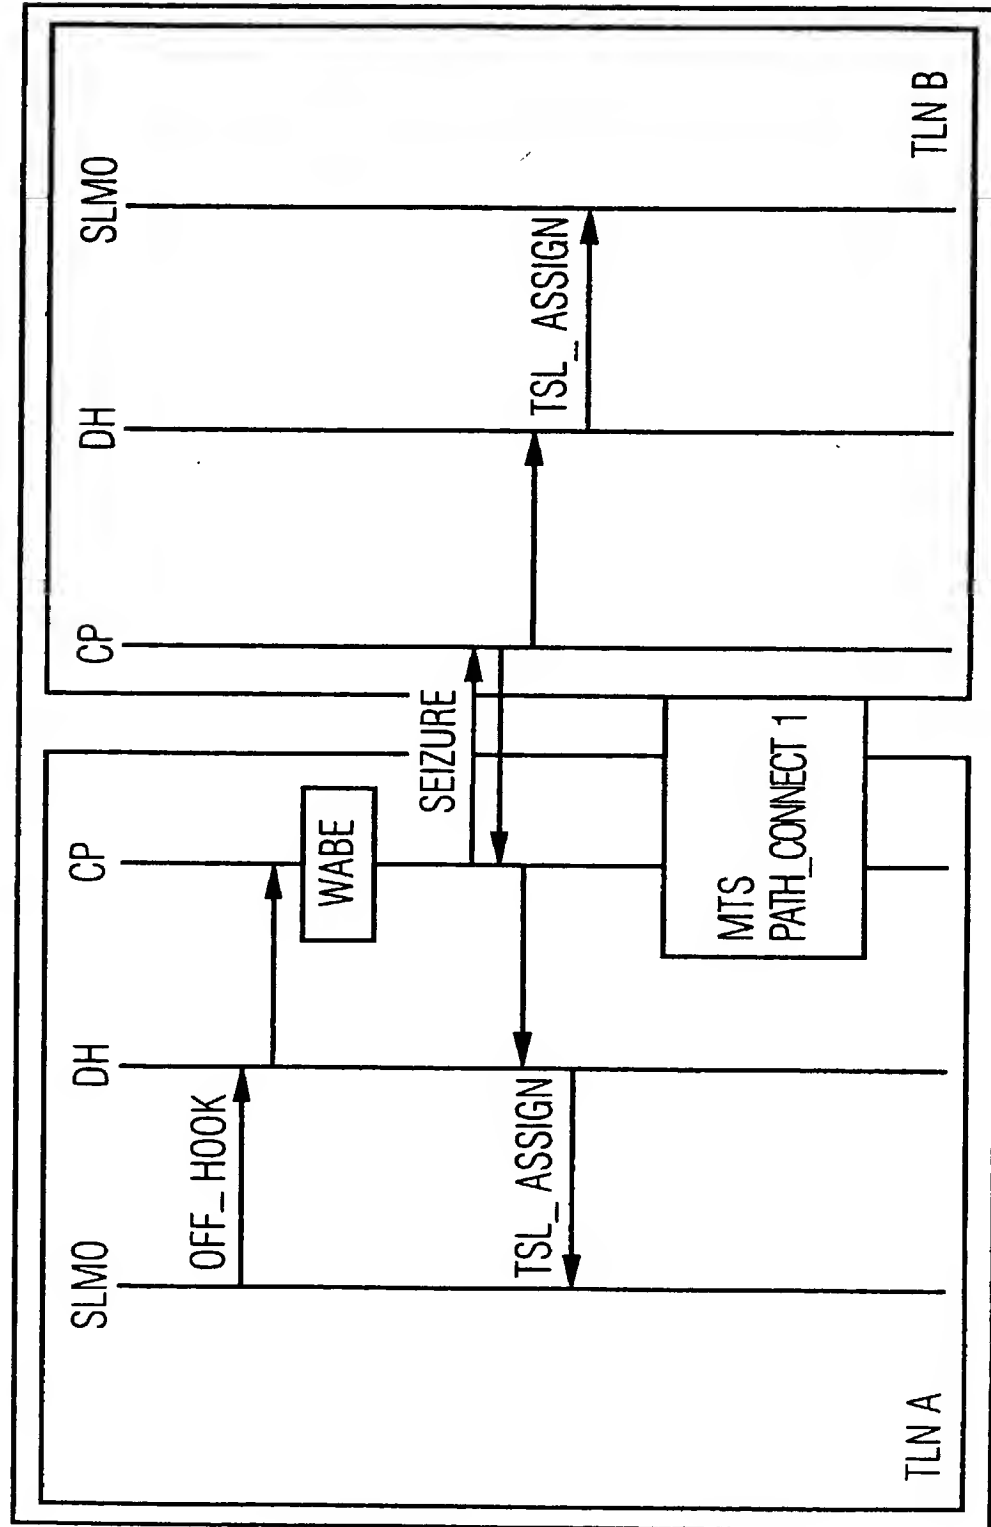 SLMO
DH
CP
CP
DH
SLMO
OFF_HOOK
WABE
SEIZURE
TSL_ASSIGN
TSL_ASSIGN
MTS
PATH_CONNECT 1
TLN A
TLN B